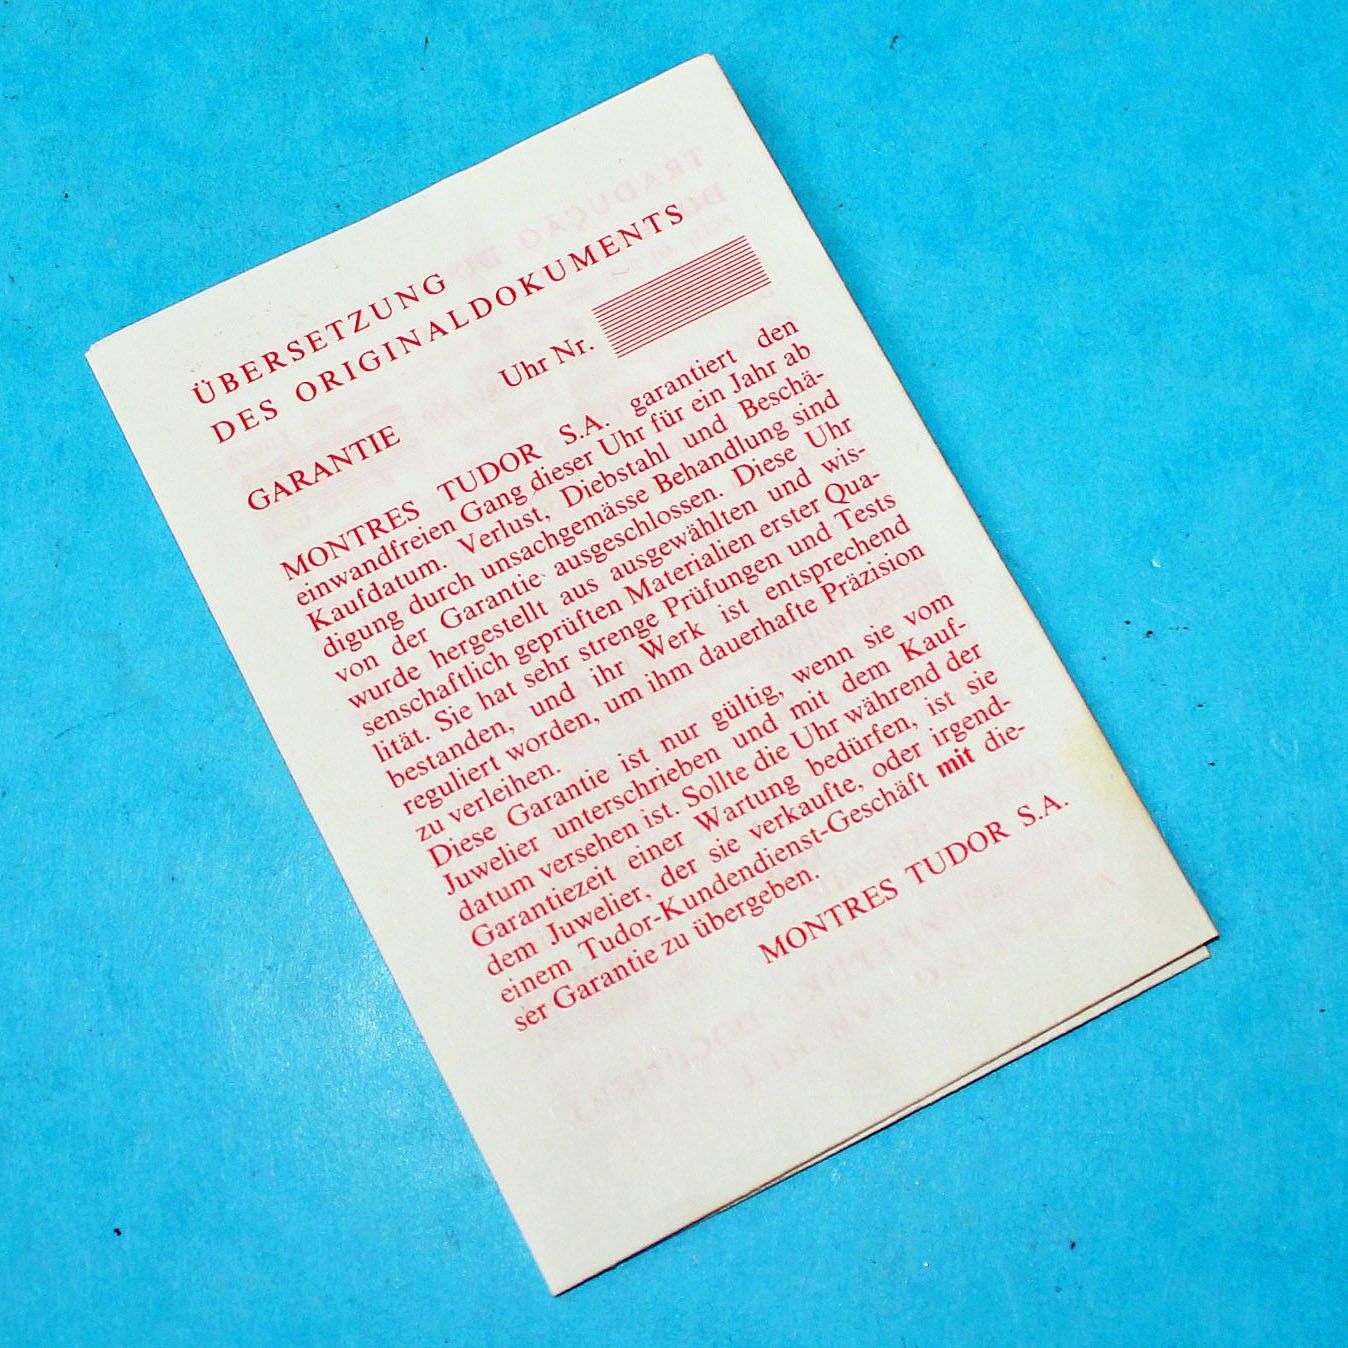 ÜBERSETZUNG
DES ORIGINALDOKUMENTS
Uhr Nr.
GARANTIE
MONTRES TUDOR S.A. garantiert den
einwandfreien Gang dieser Uhr für ein Jahr ab
Kaufdatum. Verlust, Diebstahl und Beschä-
digung durch unsachgemässe Behandlung sind
von der Garantie ausgeschlossen. Diese Uhr
wurde hergestellt aus ausgewählten und wis-
senschaftlich geprüften Materialien erster Qua-
lität. Sie hat sehr strenge Prüfungen und Tests
bestanden, und ihr Werk ist entsprechend
reguliert worden, um ihm dauerhafte Präzision
zu verleihen.
Diese Garantie ist nur gültig, wenn sie vom
Juwelier unterschrieben und mit dem Kauf-
datum versehen ist. Sollte die Uhr während der
Garantiezeit einer Wartung bedürfen, ist sie
dem Juwelier, der sie verkaufte, oder irgend-
einem Tudor-Kundendienst-Geschäft mit die-
ser Garantie zu übergeben.
MONTRES TUDOR S.A.